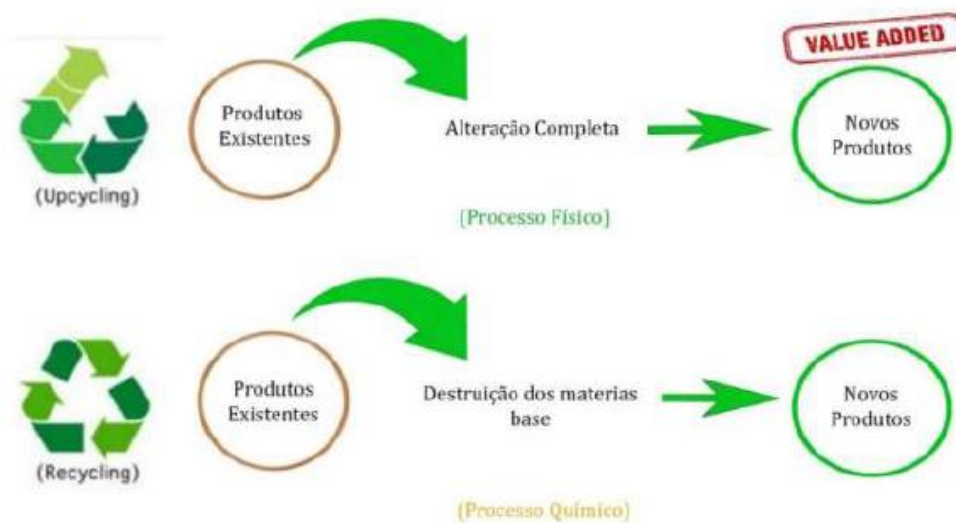 VALUE ADDED
Produtos
Existentes
Alteração Completa
Novos
Produtos
(Upcycling)
(Processo Físico)
Produtos
Existentes
Destruição dos materias
base
Novos
Produtos
(Recycling)
(Processo Químico)